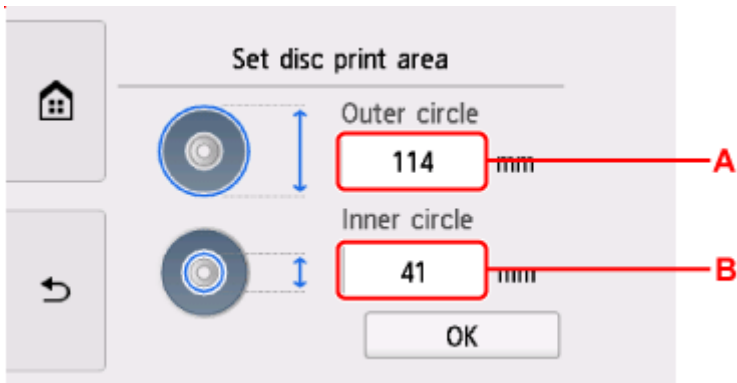 Set disc print area
Outer circle
114 mm A
Inner circle
41 mm B
OK